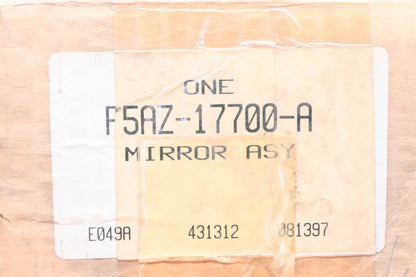 ONE
F5AZ-17700-A
MIRROR ASY
E049A 431312 081397